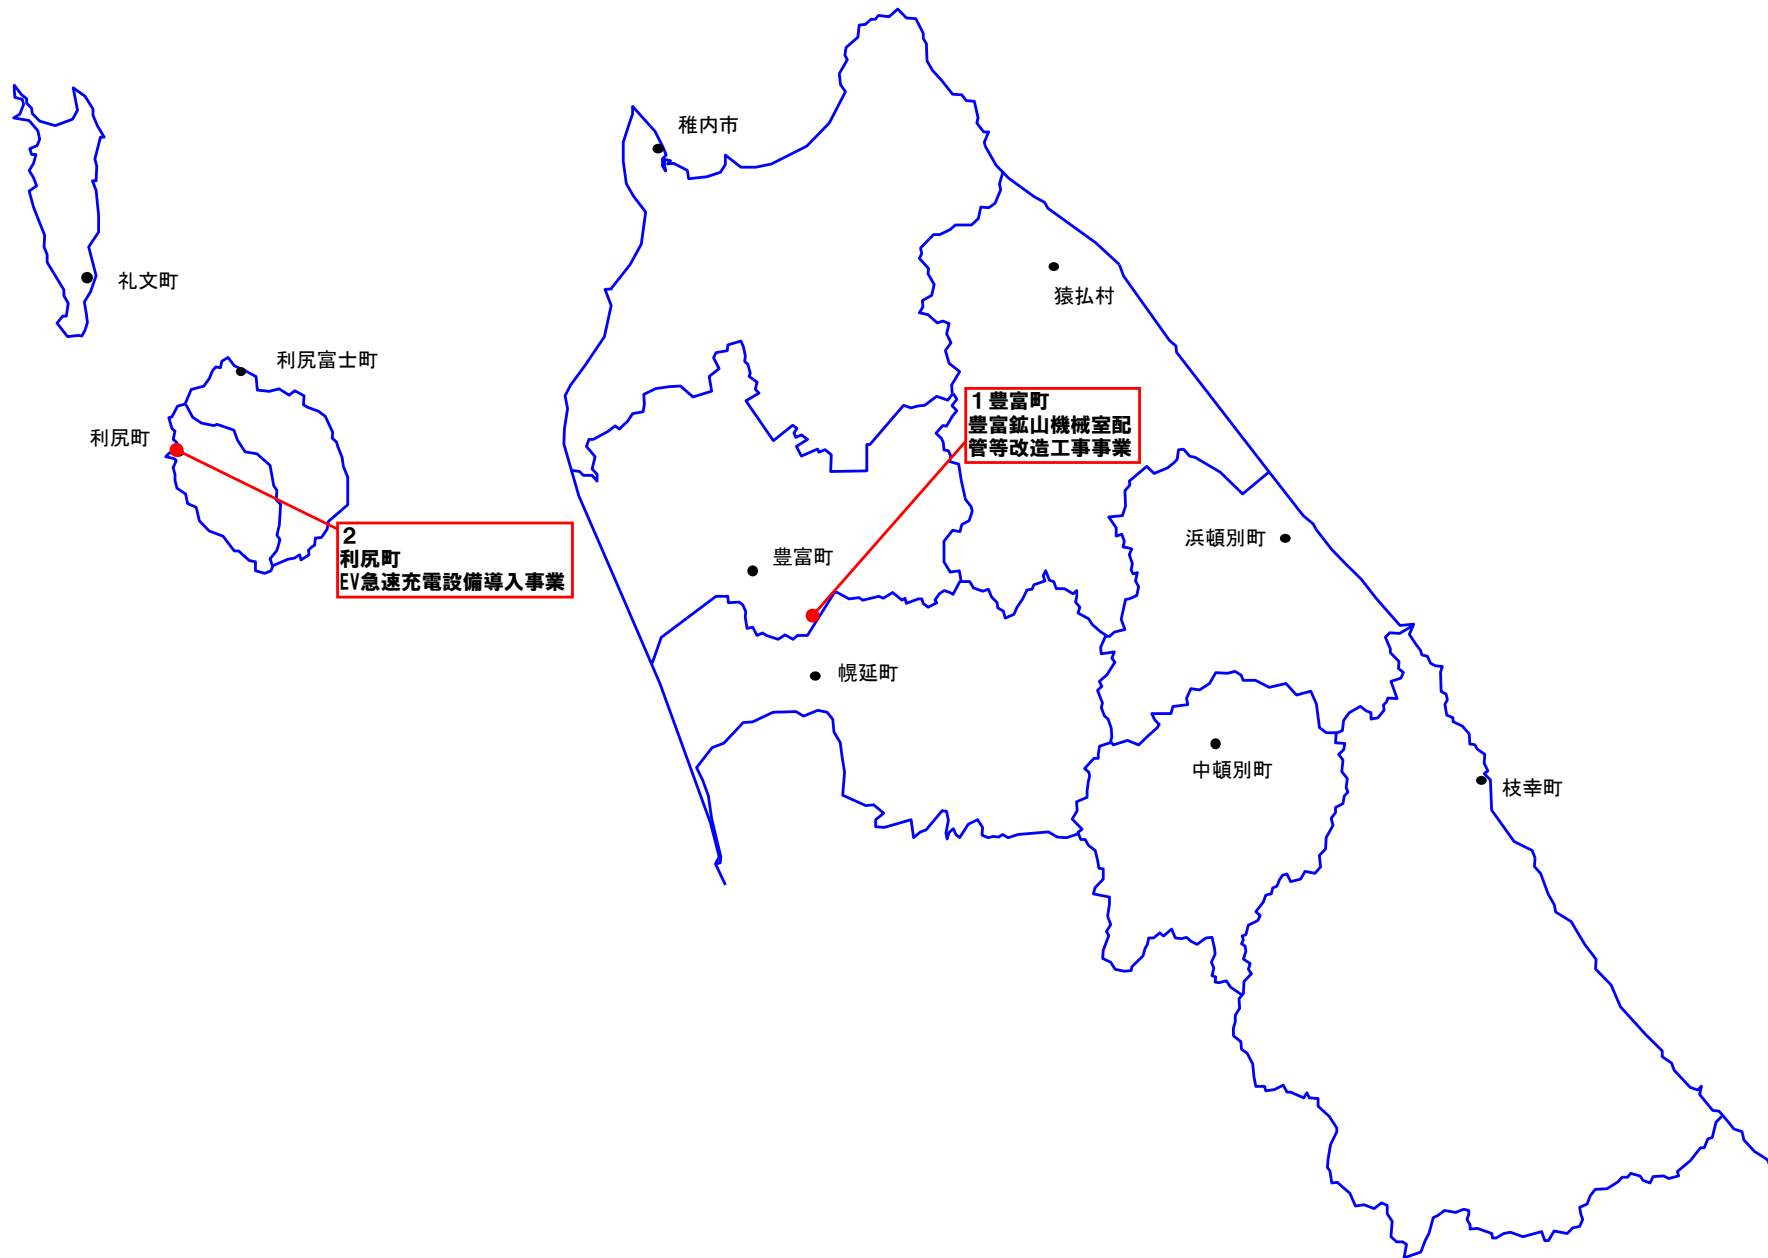 稚内市
礼文町
猿払村
利尻富士町
利尻町
1豊富町
豊富鉱山機械室配
管等改造工事事業
2
利尻町
EV急速充電設備導入事業
浜頓別町
豊富町
幌延町
中頓別町
枝幸町